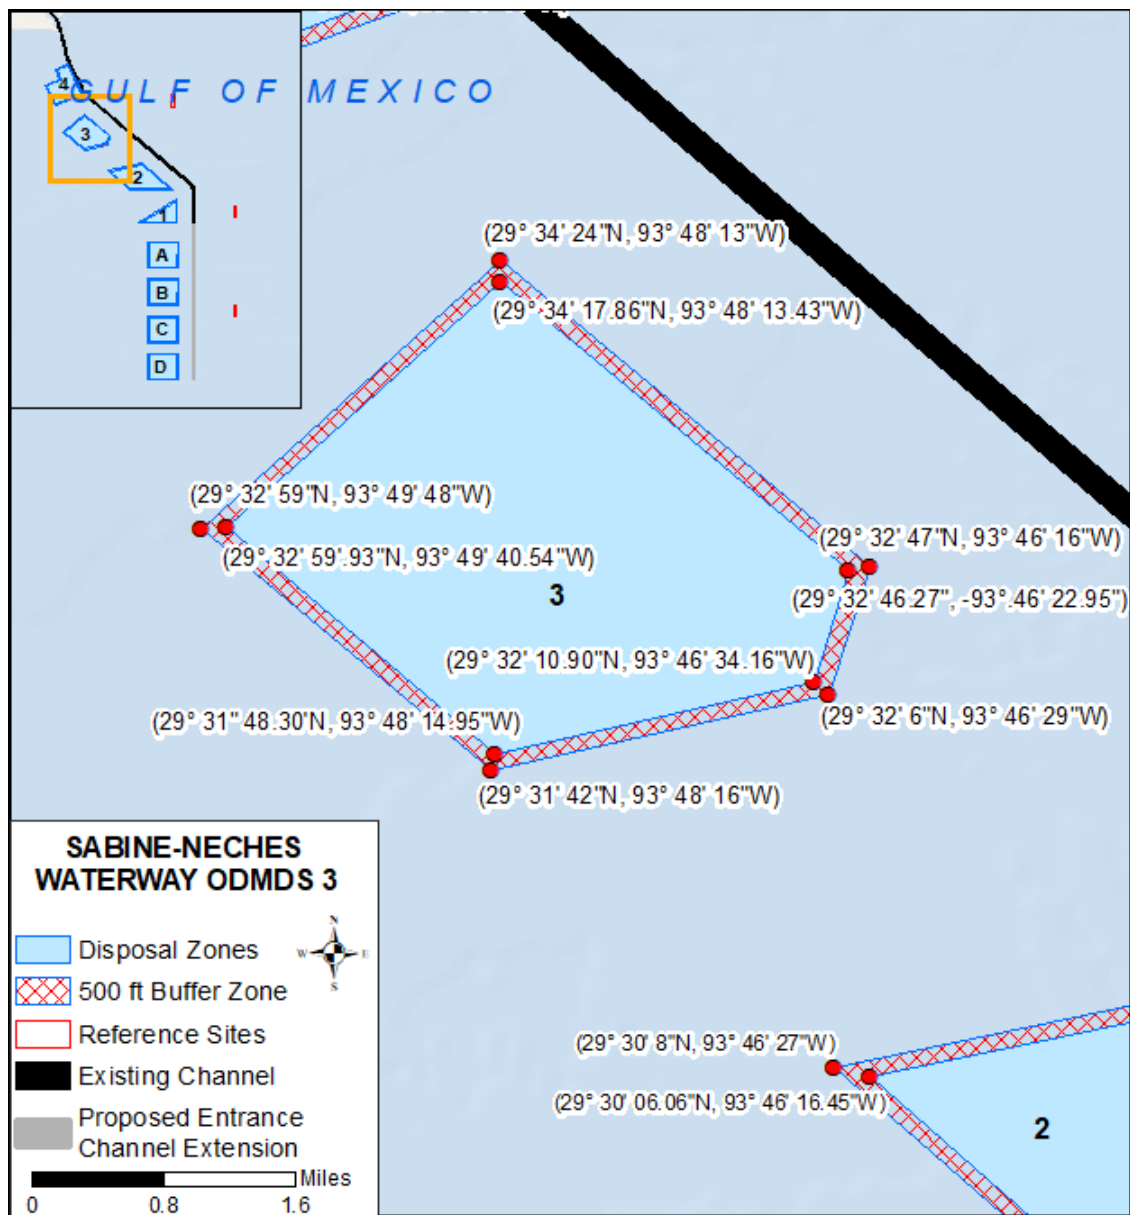 GULF OF MEXICO
4
3
2
1
A
B
C
D
(29° 34' 24"N, 93° 48' 13"W)
(29° 34' 17.86"N, 93° 48' 13.43"W)
(29° 32' 59"N, 93° 49' 48"W)
(29° 32' 59'.93"N, 93° 49' 40.54"W)
(29° 32' 47"N, 93° 46' 16"W)
(29° 32' 46.27", -93°.46' 22.95")
3
(29° 32' 10.90"N, 93° 46' 34.16"W)
(29° 31" 48.30'N, 93° 48' 14.95"W)
(29° 32' 6"N, 93° 46' 29"W)
(29° 31' 42"N, 93° 48' 16"W)
SABINE-NECHES
WATERWAY ODMDS 3
N
W E
S
Disposal Zones
500 ft Buffer Zone
Reference Sites
Existing Channel
Proposed Entrance
Channel Extension
Miles
0 0.8 1.6
(29° 30' 8"N, 93° 46' 27"W)
(29° 30' 06.06"N, 93° 46' 16.45"W)
2